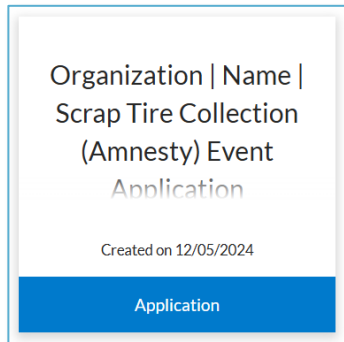 Organization | Name |
Scrap Tire Collection
(Amnesty) Event
Application
Created on 12/05/2024
Application